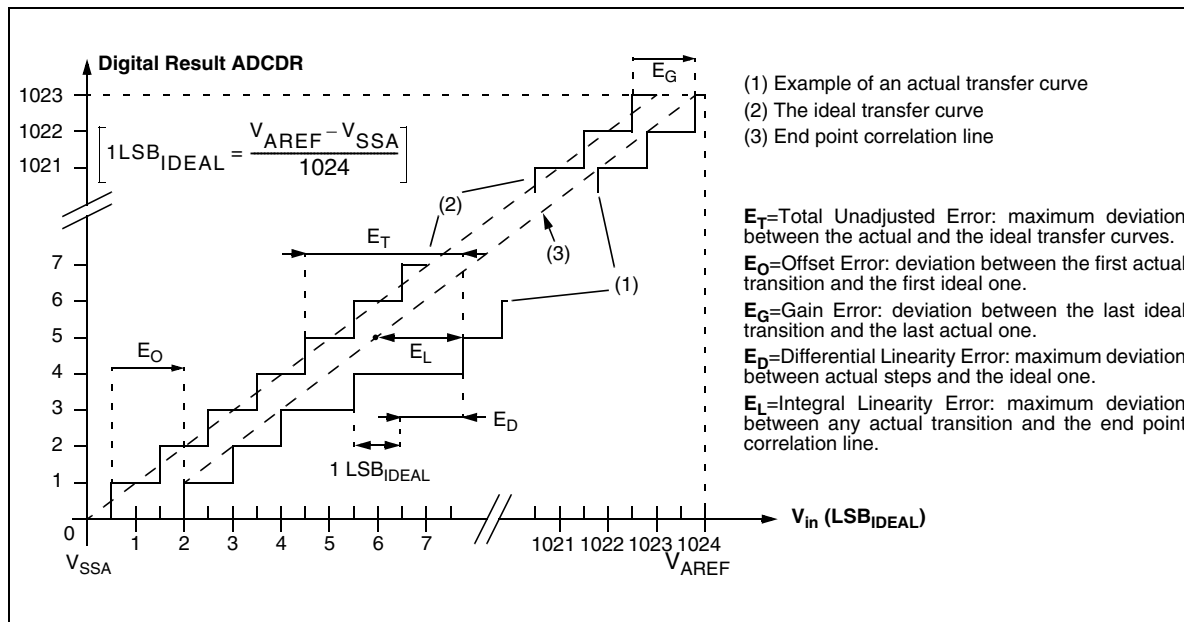 Digital Result ADCDR
1023
1022
1021
1LSB_IDEAL = (V_AREF – V_SSA) / 1024
7
6
5
4
3
2
1
0
V_SSA
1 2 3 4 5 6 7
1021 1022 1023 1024
V_AREF
V_in (LSB_IDEAL)
E_G
(2)
E_T
(3)
(1)
E_O
E_L
E_D
1 LSB_IDEAL
(1) Example of an actual transfer curve
(2) The ideal transfer curve
(3) End point correlation line
E_T=Total Unadjusted Error: maximum deviation
between the actual and the ideal transfer curves.
E_O=Offset Error: deviation between the first actual
transition and the first ideal one.
E_G=Gain Error: deviation between the last ideal
transition and the last actual one.
E_D=Differential Linearity Error: maximum deviation
between actual steps and the ideal one.
E_L=Integral Linearity Error: maximum deviation
between any actual transition and the end point
correlation line.